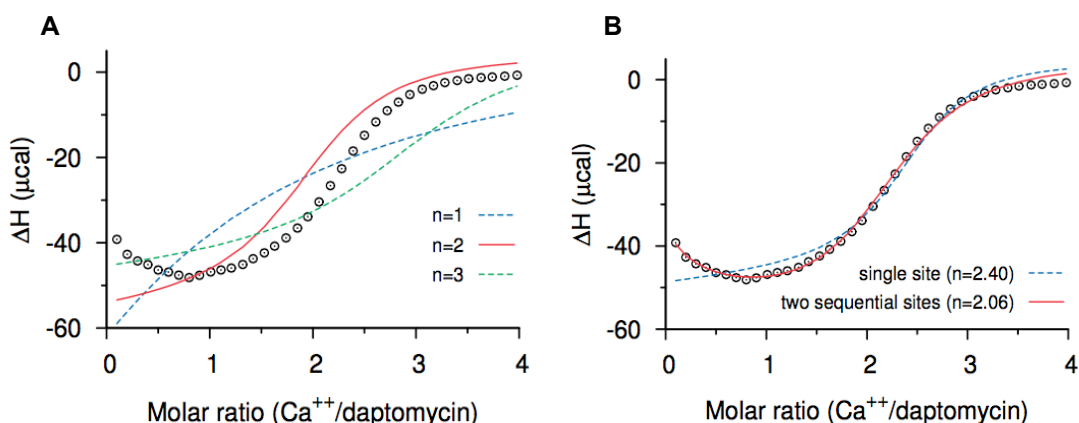 A
0
-20
-40
-60
ΔH (μcal)
n=1
n=2
n=3
0 1 2 3 4
Molar ratio (Ca++/daptomycin)
B
0
-20
-40
-60
ΔH (μcal)
single site (n=2.40)
two sequential sites (n=2.06)
0 1 2 3 4
Molar ratio (Ca++/daptomycin)